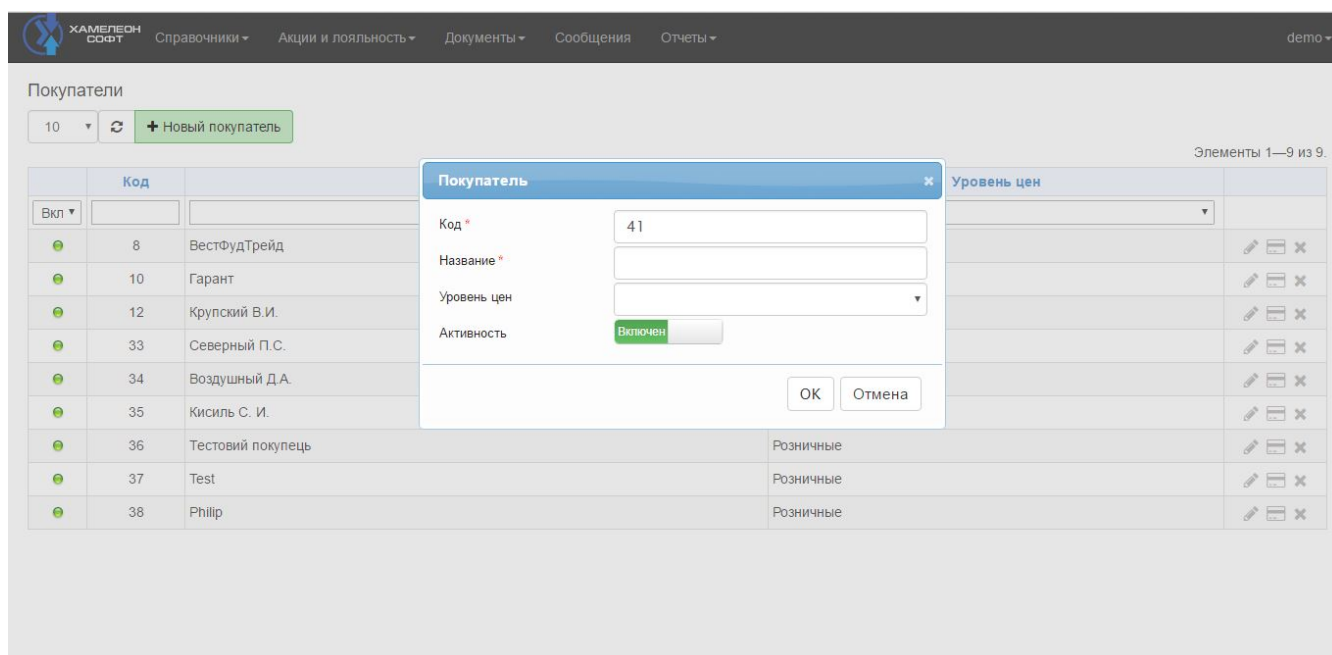 ХАМЕЛЕОН
СОФТ
Справочники Акции и лояльность Документы Сообщения Отчеты demo
Покупатели
10 + Новый покупатель
Элементы 1—9 из 9.
Код Уровень цен
Вкл
8 ВестФудТрейд
10 Гарант
12 Крупский В.И.
33 Северный П.С.
34 Воздушный Д.А.
35 Кисиль С. И.
36 Тестовий покупець Розничные
37 Test Розничные
38 Philip Розничные
Покупатель ×
Код * 41
Название *
Уровень цен
Активность Включен
OK Отмена